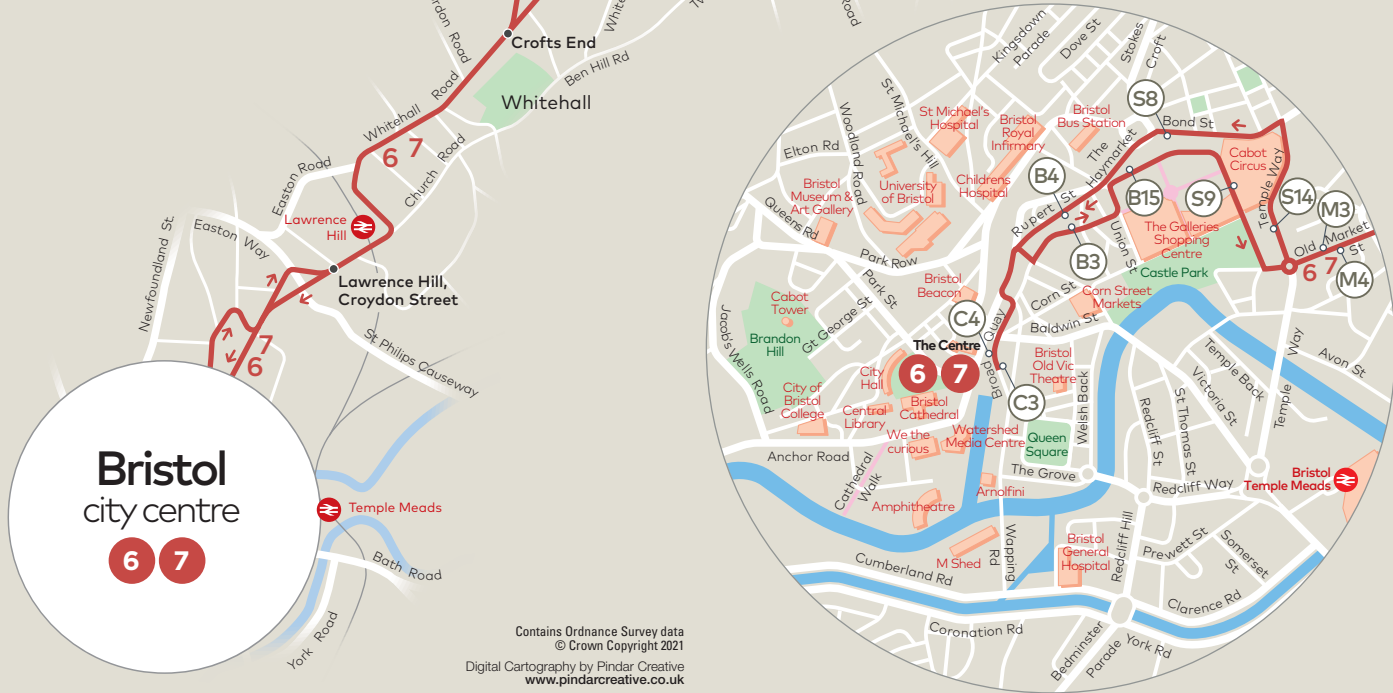 rdon Road
White
Tw
Road
Crofts End
Ben Hill Rd
Whitehall
Whitehall Road
6 7
Church Road
Easton Road
Lawrence
Hill
Easton Way
Newfoundland St.
Lawrence Hill,
Croydon Street
St Philips Causeway
7
6
Bristol
city centre
6 7
Temple Meads
Bath Road
York Road
Contains Ordnance Survey data
© Crown Copyright 2021
Digital Cartography by Pindar Creative
www.pindarcreative.co.uk
Kingsdown
Parade
Dove St
Stokes
Croft
S8
Bond St
St Michael's Hill
St Michael's
Hospital
Bristol
Royal
Infirmary
Bristol
Bus Station
The
Haymarket
Cabot
Circus
Woodland Road
Elton Rd
Bristol
Museum &
Art Gallery
University
of Bristol
Childrens
Hospital
B4
Rupert St
B15
S9
Temple Way
S14
M3
Old Market
St
M4
6 7
Queens Rd
Park Row
Union St
The Galleries
Shopping
Centre
B3
Castle Park
Park St
Bristol
Beacon
Corn St
Corn Street
Markets
Cabot
Tower
Gt George St
C4
Broad Quay
Baldwin St
Jacob's Wells Road
Brandon
Hill
The Centre
6 7
City
Hall
Bristol
Old Vic
Theatre
C3
Welsh Back
City of
Bristol
College
Central
Library
Bristol
Cathedral
Temple Back
Victoria St
Temple Way
Avon St
Redcliff St
St Thomas St
We the
curious
Watershed
Media Centre
Queen
Square
Anchor Road
Cathedral
Walk
The Grove
Redcliff Way
Bristol
Temple Meads
Amphitheatre
Arnolfini
Wapping
Rd
M Shed
Cumberland Rd
Bristol
General
Hospital
Redcliff Hill
Prewett St
Somerset
St
Clarence Rd
Coronation Rd
Bedminster
Parade
York Rd